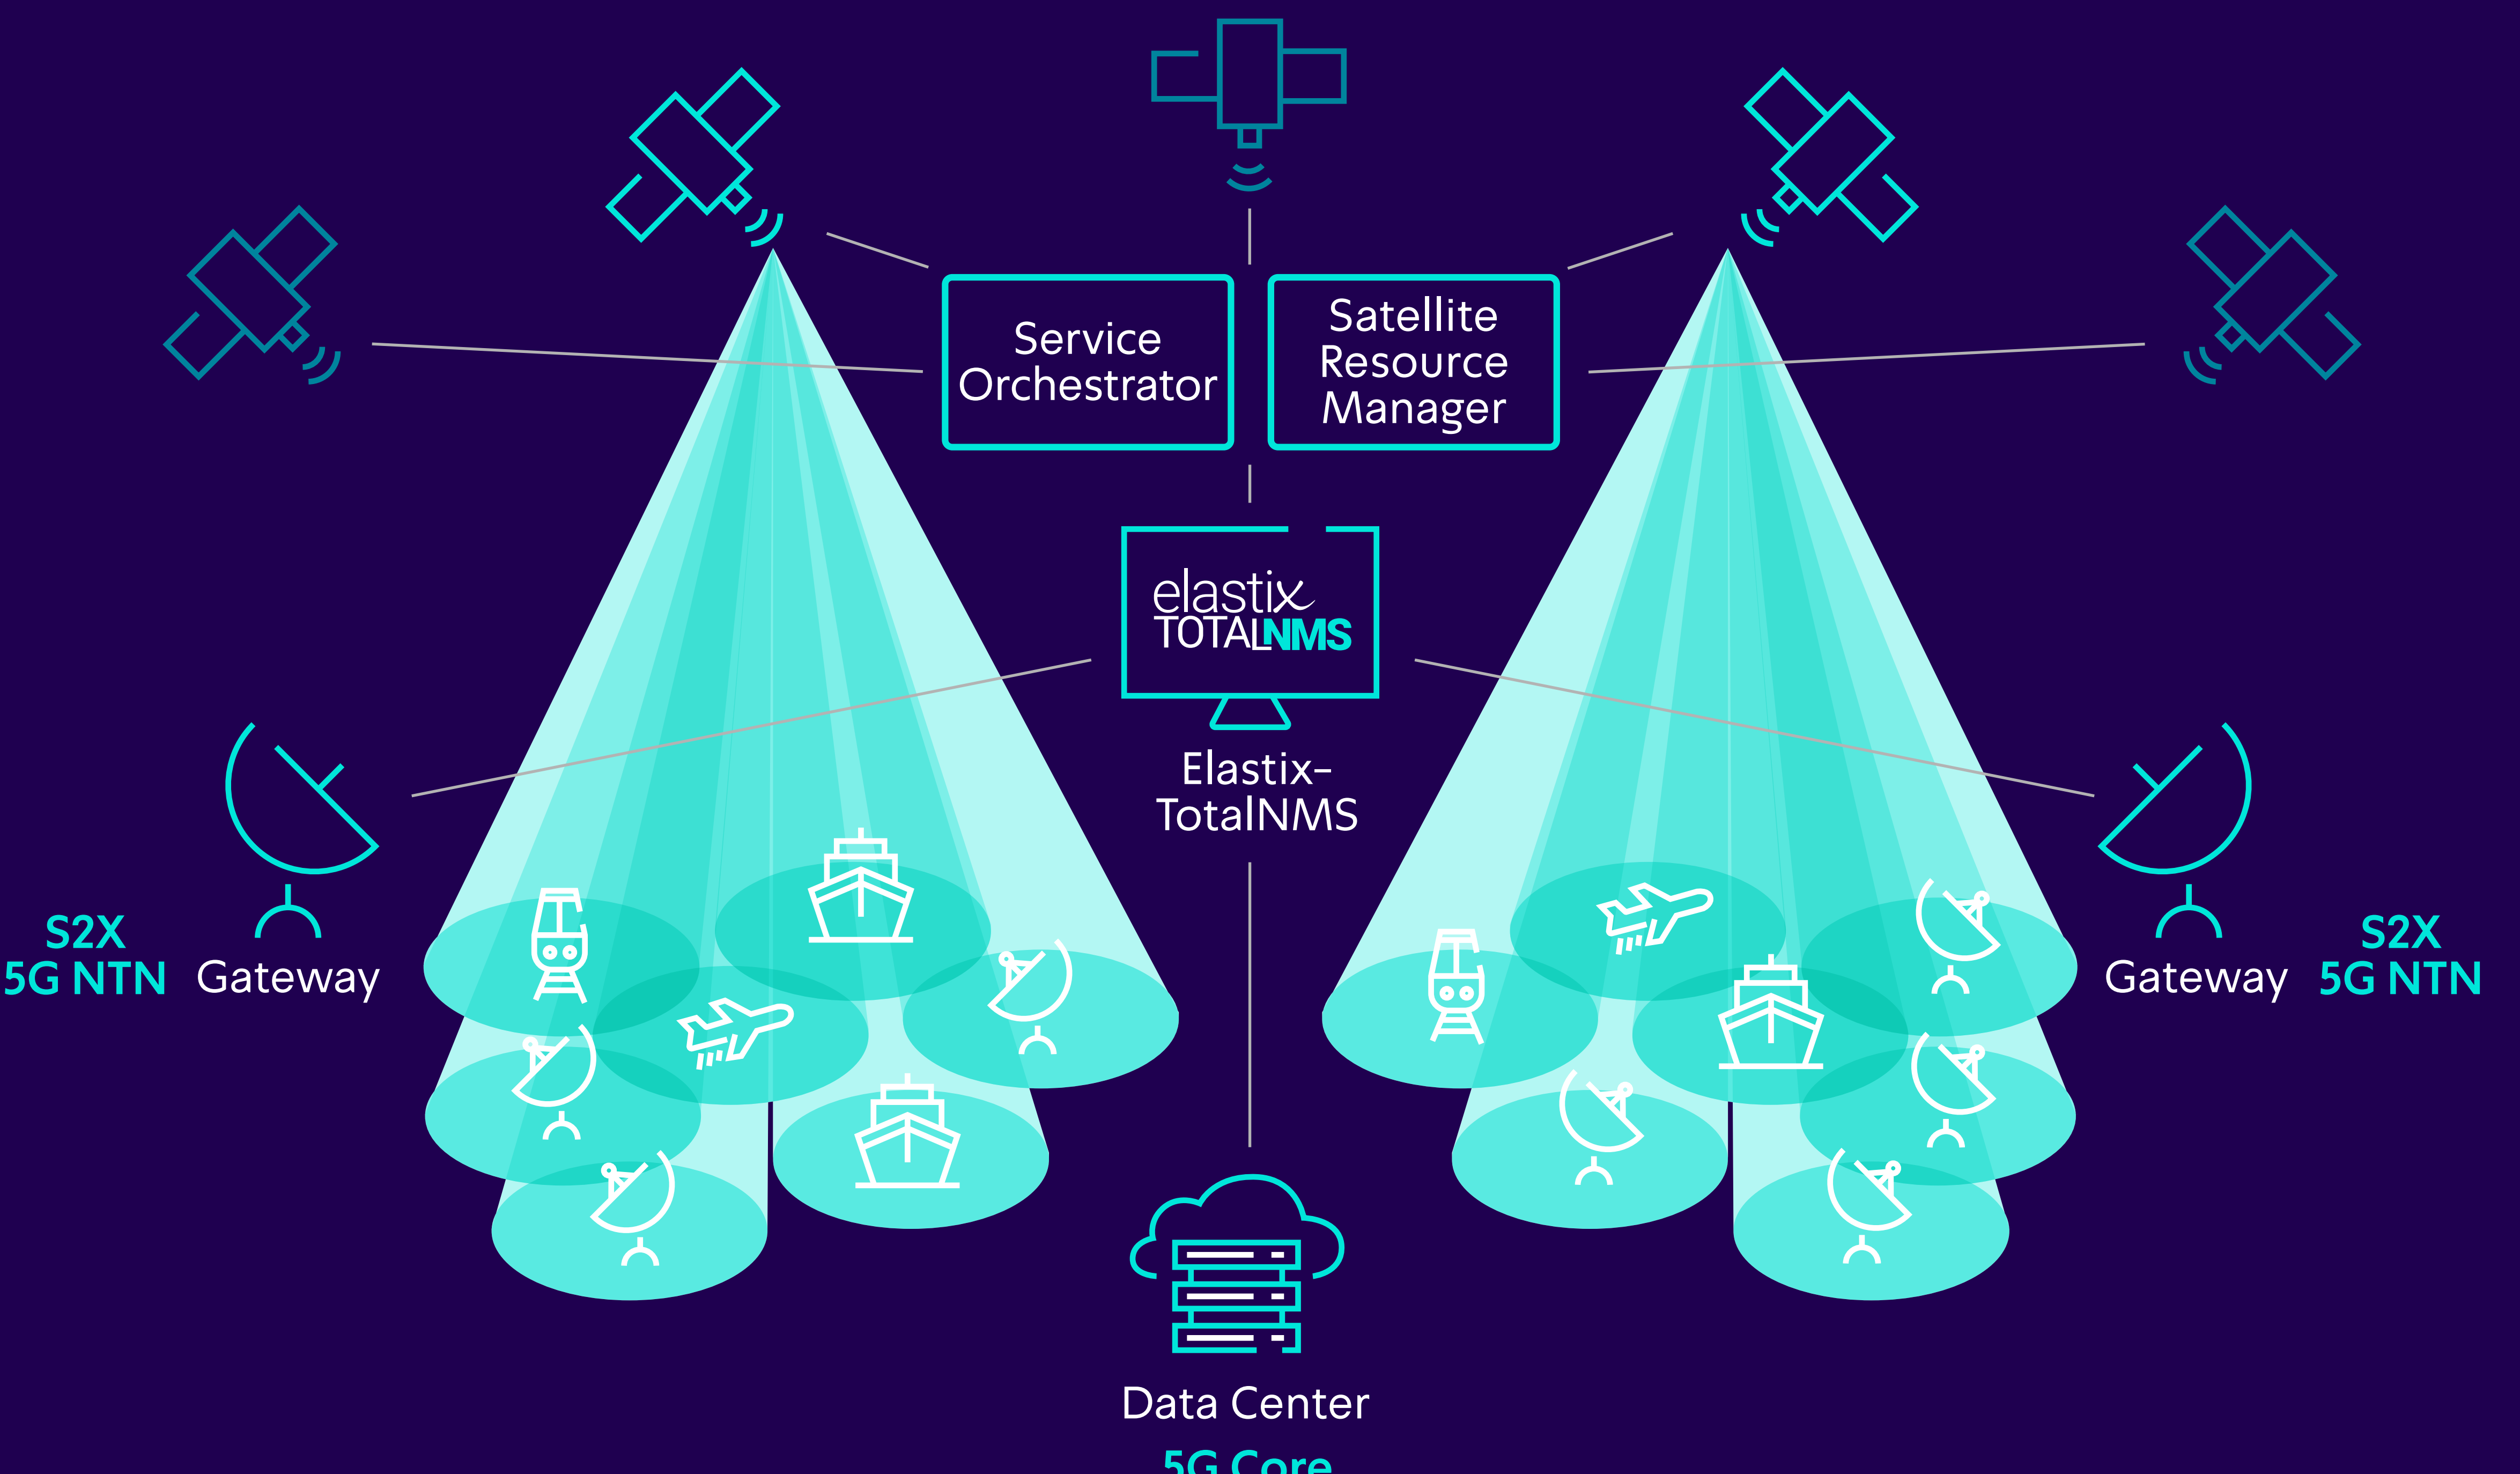 Service
Orchestrator
Satellite
Resource
Manager
elastix
TOTALNMS
Elastix-
TotalNMS
S2X
5G NTN
Gateway
Gateway
S2X
5G NTN
Data Center
5G Core